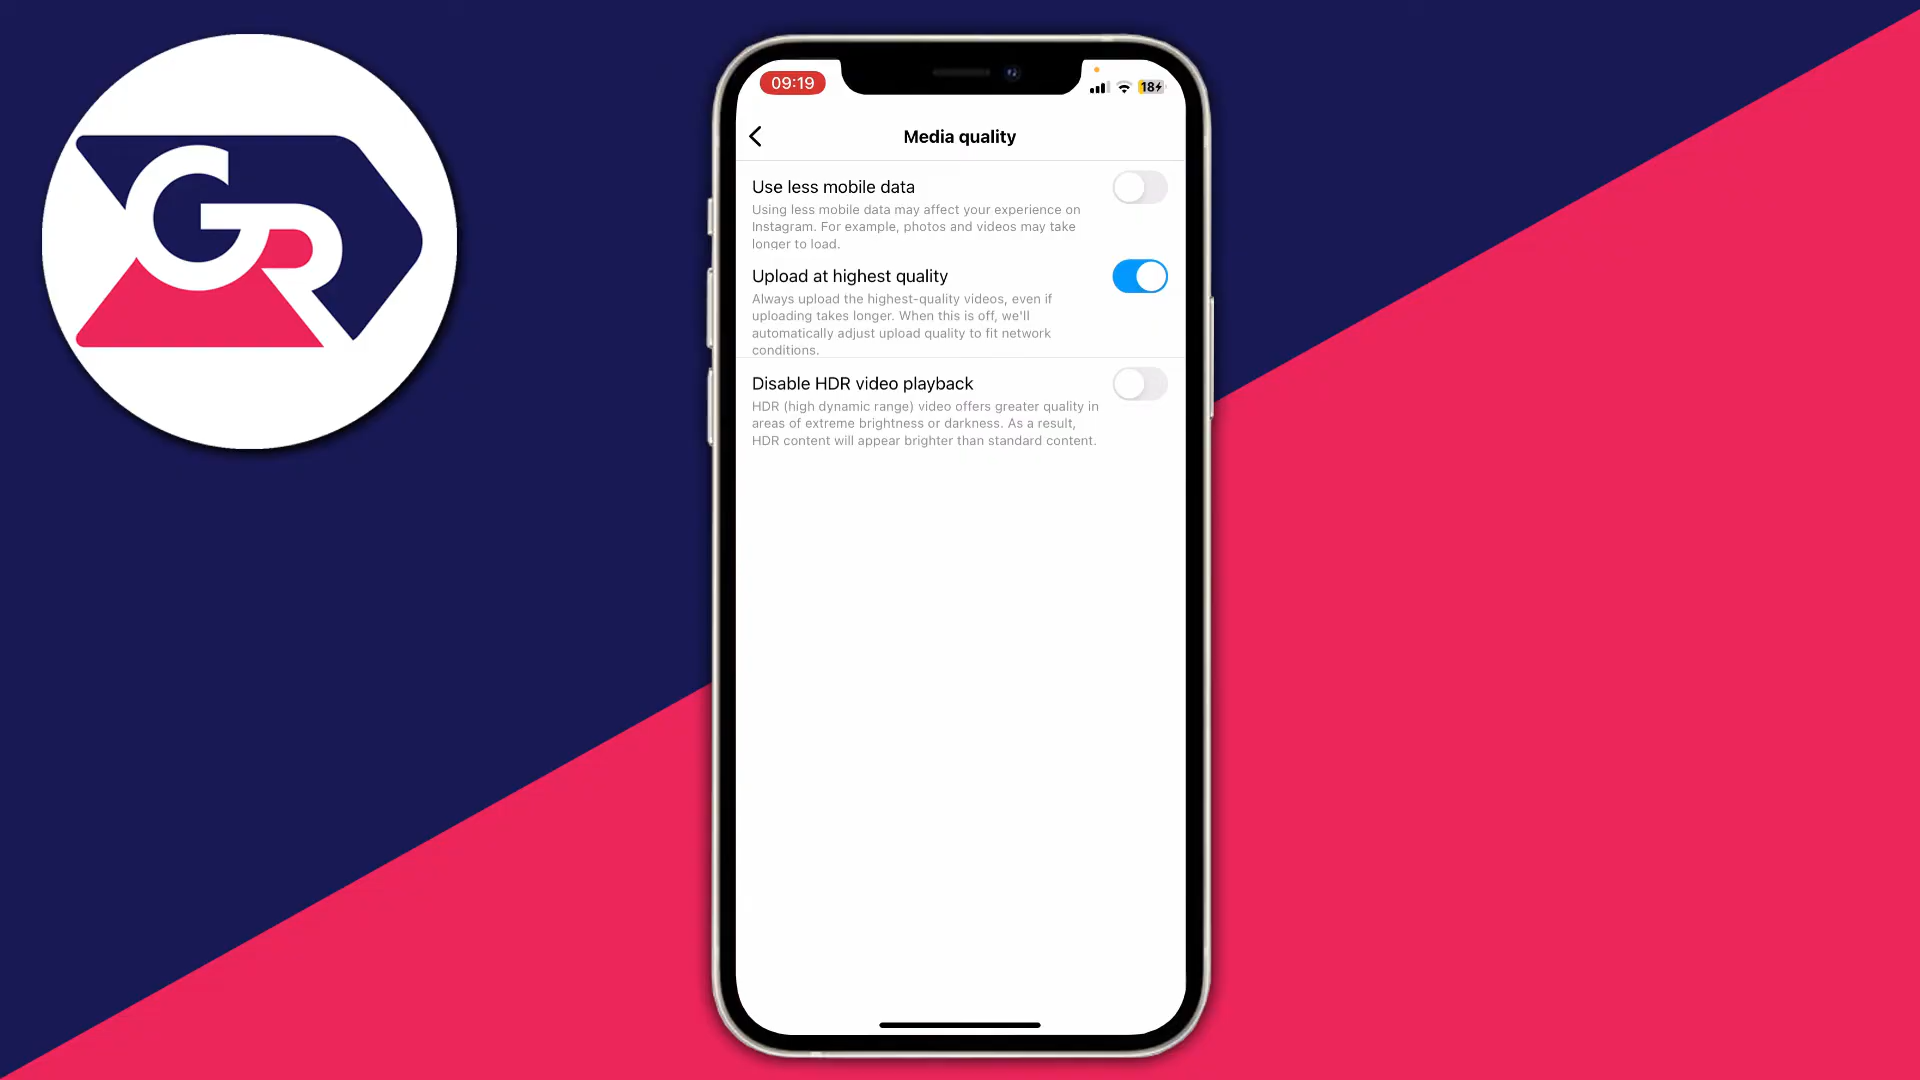 GR
09:19
18
Media quality
Use less mobile data
Using less mobile data may affect your experience on
Instagram. For example, photos and videos may take
longer to load.
Upload at highest quality
Always upload the highest-quality videos, even if
uploading takes longer. When this is off, we'll
automatically adjust upload quality to fit network
conditions.
Disable HDR video playback
HDR (high dynamic range) video offers greater quality in
areas of extreme brightness or darkness. As a result,
HDR content will appear brighter than standard content.